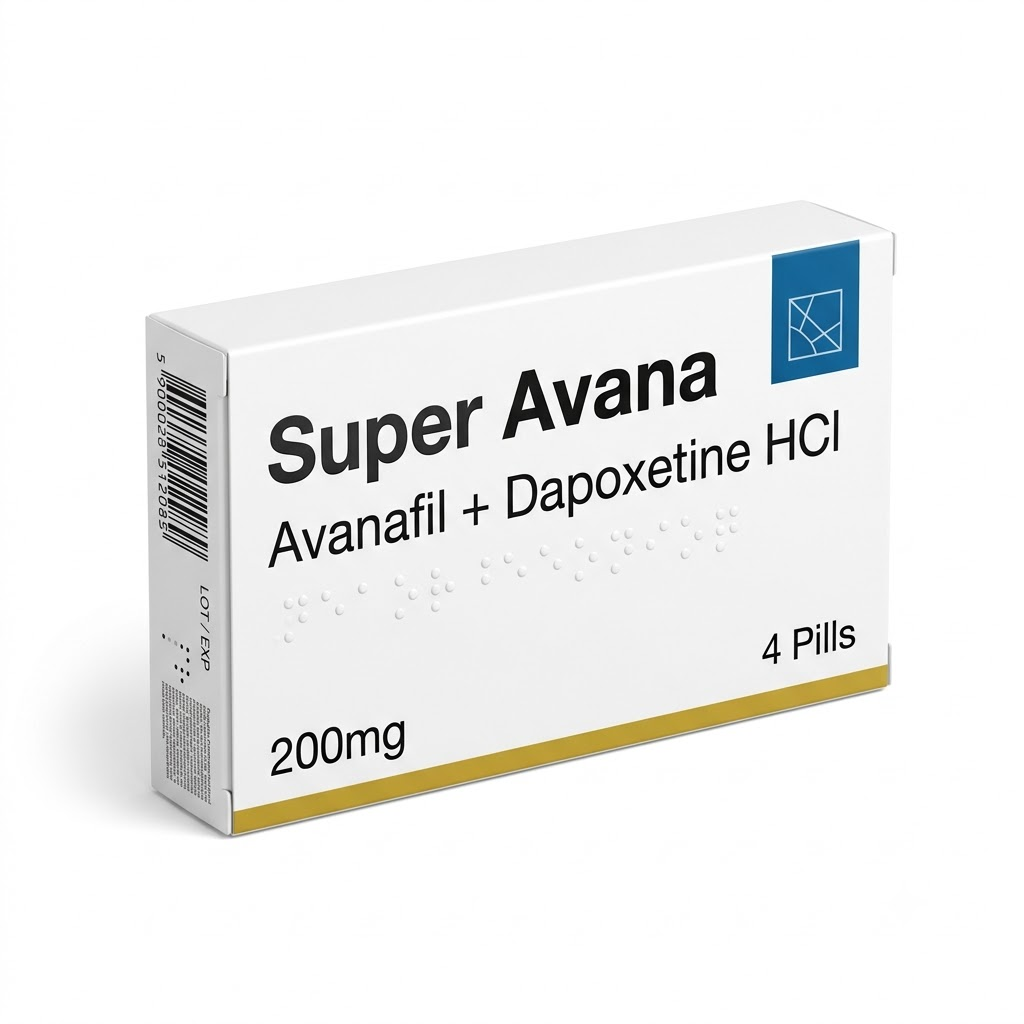 Super Avana
Avanafil + Dapoxetine HCl
4 Pills
200mg
5 900028 512085
LOT / EXP